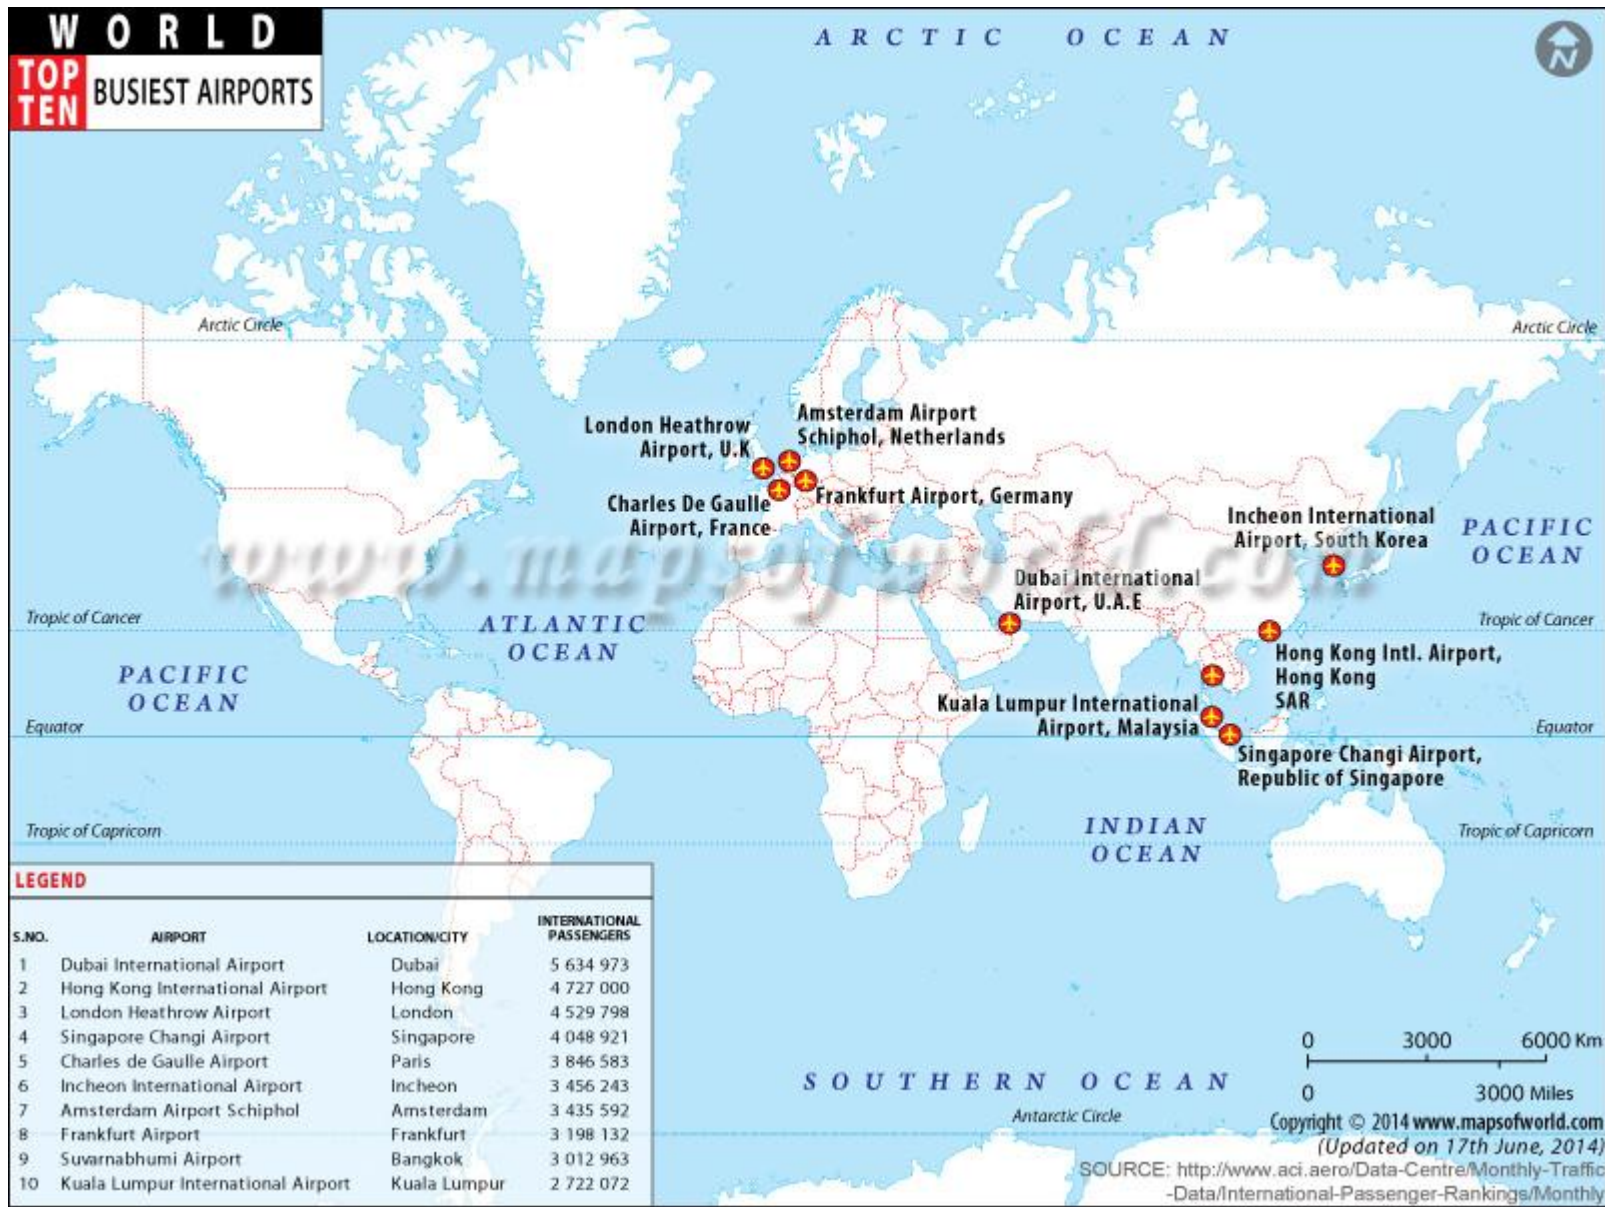 WORLD
TOP
TEN
BUSIEST AIRPORTS
ARCTIC OCEAN
N
Arctic Circle
Arctic Circle
London Heathrow
Airport, U.K
Amsterdam Airport
Schiphol, Netherlands
Charles De Gaulle
Airport, France
Frankfurt Airport, Germany
Incheon International
Airport, South Korea
PACIFIC
OCEAN
www.mapsofworld.com
Dubai International
Airport, U.A.E
Tropic of Cancer
Tropic of Cancer
ATLANTIC
OCEAN
PACIFIC
OCEAN
Hong Kong Intl. Airport,
Hong Kong
SAR
Kuala Lumpur International
Airport, Malaysia
Equator
Equator
Singapore Changi Airport,
Republic of Singapore
INDIAN
OCEAN
Tropic of Capricorn
Tropic of Capricorn
LEGEND
S.NO. AIRPORT LOCATION/CITY INTERNATIONAL
PASSENGERS
1 Dubai International Airport Dubai 5 634 973
2 Hong Kong International Airport Hong Kong 4 727 000
3 London Heathrow Airport London 4 529 798
4 Singapore Changi Airport Singapore 4 048 921
5 Charles de Gaulle Airport Paris 3 846 583
6 Incheon International Airport Incheon 3 456 243
7 Amsterdam Airport Schiphol Amsterdam 3 435 592
8 Frankfurt Airport Frankfurt 3 198 132
9 Suvarnabhumi Airport Bangkok 3 012 963
10 Kuala Lumpur International Airport Kuala Lumpur 2 722 072
SOUTHERN OCEAN
Antarctic Circle
0 3000 6000 Km
0 3000 Miles
Copyright © 2014 www.mapsofworld.com
(Updated on 17th June, 2014)
SOURCE: http://www.aci.aero/Data-Centre/Monthly-Traffic
-Data/International-Passenger-Rankings/Monthly